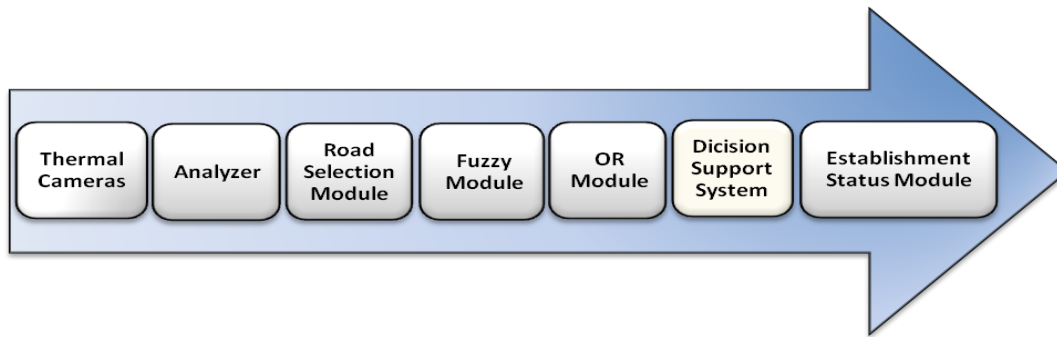 Thermal
Cameras
Analyzer
Road
Selection
Module
Fuzzy
Module
OR
Module
Dicision
Support
System
Establishment
Status Module